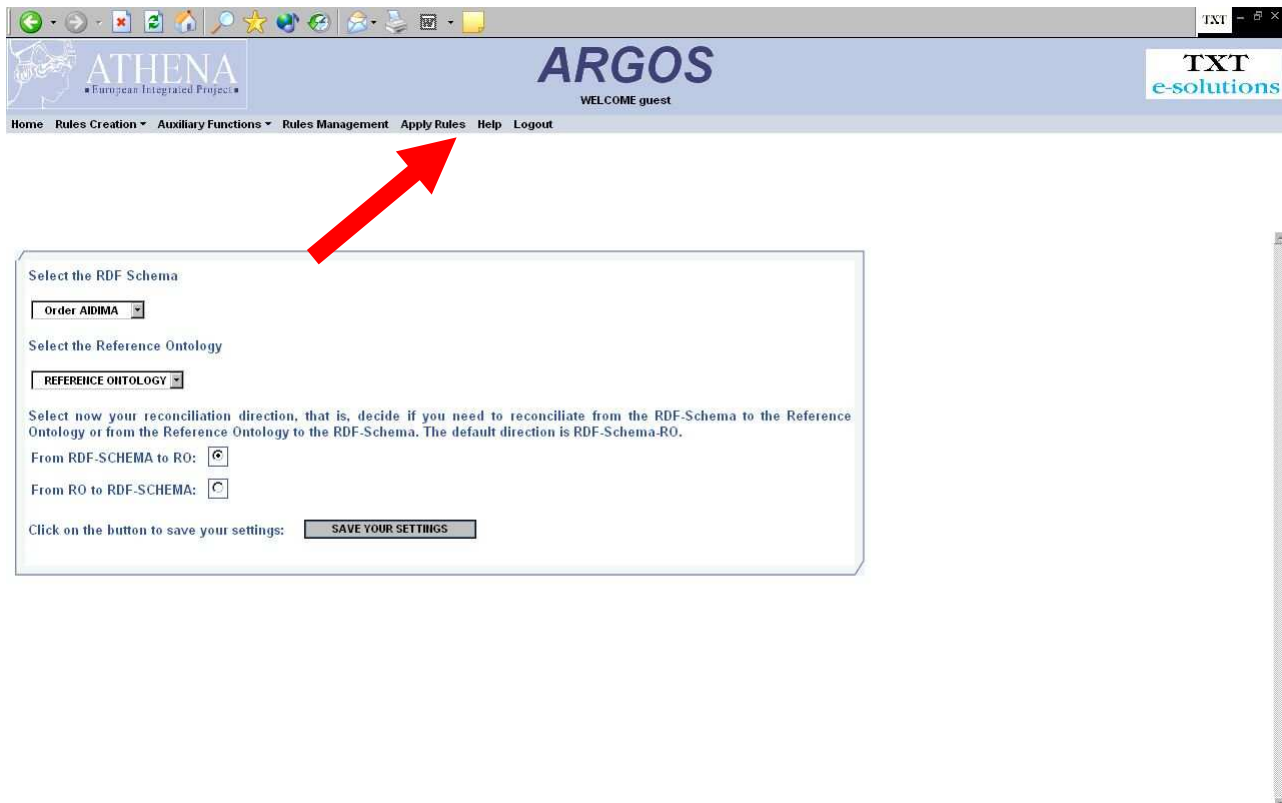 TXT
ATHENA
European Integrated Project
ARGOS
WELCOME guest
TXT
e-solutions
Home Rules Creation Auxiliary Functions Rules Management Apply Rules Help Logout
Select the RDF Schema
Order AIDIMA
Select the Reference Ontology
REFERENCE ONTOLOGY
Select now your reconciliation direction, that is, decide if you need to reconciliate from the RDF-Schema to the Reference
Ontology or from the Reference Ontology to the RDF-Schema. The default direction is RDF-Schema-RO.
From RDF-SCHEMA to RO:
From RO to RDF-SCHEMA:
Click on the button to save your settings: SAVE YOUR SETTINGS